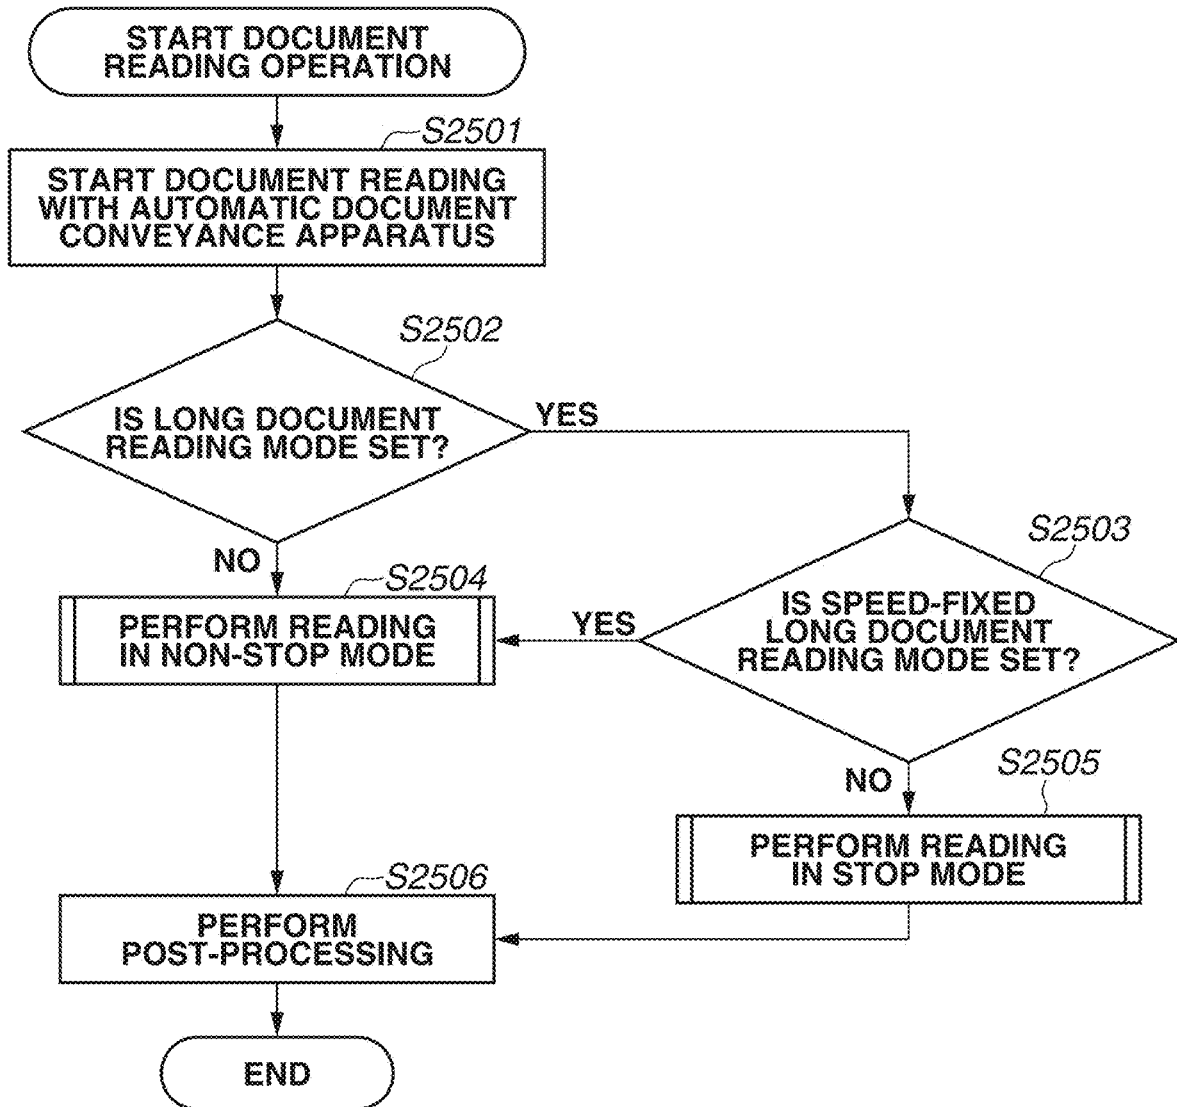 START DOCUMENT
READING OPERATION
S2501
START DOCUMENT READING
WITH AUTOMATIC DOCUMENT
CONVEYANCE APPARATUS
S2502
IS LONG DOCUMENT
READING MODE SET?
YES
NO
S2503
IS SPEED-FIXED
LONG DOCUMENT
READING MODE SET?
YES
NO
S2504
PERFORM READING
IN NON-STOP MODE
S2505
PERFORM READING
IN STOP MODE
S2506
PERFORM
POST-PROCESSING
END